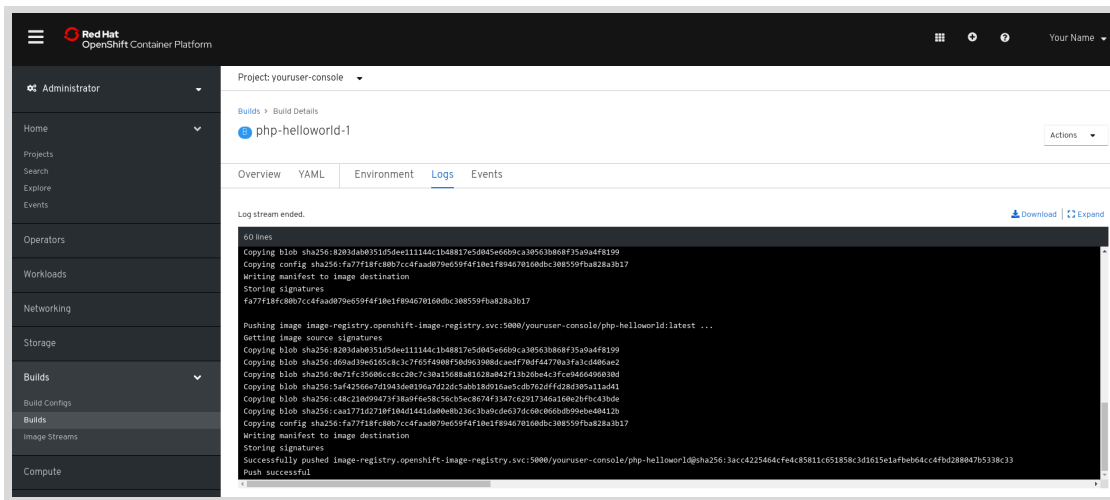 Red Hat
OpenShift Container Platform
Your Name
Administrator
Home
Projects
Search
Explore
Events
Operators
Workloads
Networking
Storage
Builds
Build Configs
Builds
Image Streams
Compute
Project: youruser-console
Builds > Build Details
B php-helloworld-1
Actions
Overview YAML Environment Logs Events
Log stream ended.
Download Expand
60 lines
Copying blob sha256:8203dab0351d5dee111144c1b48817e5d045e66b9ca30563b868f35a9a4f8199
Copying config sha256:fa77f18fc80b7cc4faad079e659f4f10e1f894670160dbc308559fba828a3b17
Writing manifest to image destination
Storing signatures
fa77f18fc80b7cc4faad079e659f4f10e1f894670160dbc308559fba828a3b17
Pushing image image-registry.openshift-image-registry.svc:5000/youruser-console/php-helloworld:latest ...
Getting image source signatures
Copying blob sha256:8203dab0351d5dee111144c1b48817e5d045e66b9ca30563b868f35a9a4f8199
Copying blob sha256:d69ad39e6165c8c3c7f65f4908f50d963908dcaedf70df44770a3fa3cd406ae2
Copying blob sha256:0e71fc35606cc8cc20c7c30a15688a81628a042f13b26be4c3fce9466496030d
Copying blob sha256:5af42566e7d1943de0196a7d22dc5abb18d916ae5cdb762dffd28d305a11ad41
Copying blob sha256:c48c210d99473f38a9f6e58c56cb5ec8674f3347c62917346a160e2bfbc43bde
Copying blob sha256:caa1771d2710f104d1441da00e8b236c3ba9cde637dc60c066bdb99ebe40412b
Copying config sha256:fa77f18fc80b7cc4faad079e659f4f10e1f894670160dbc308559fba828a3b17
Writing manifest to image destination
Storing signatures
Successfully pushed image-registry.openshift-image-registry.svc:5000/youruser-console/php-helloworld@sha256:3acc4225464cfe4c85811c651858c3d1615e1afbeb64cc4fbd288047b5338c33
Push successful